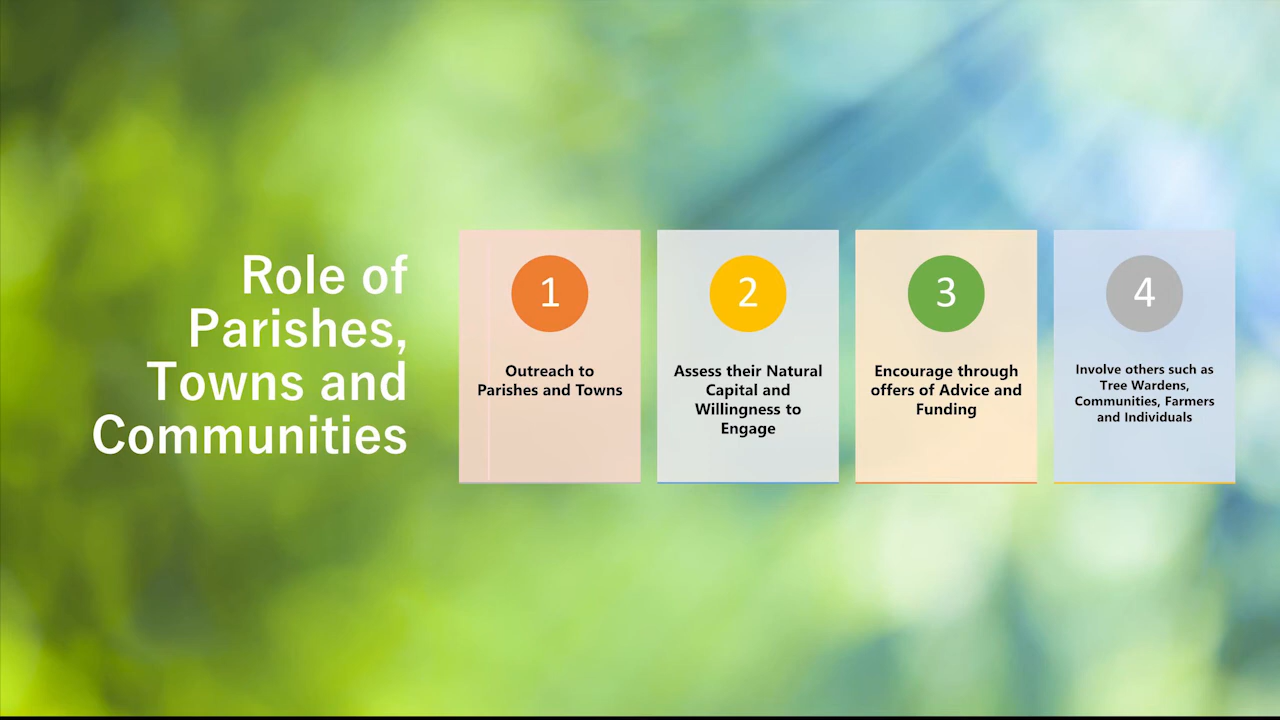 Role of
Parishes,
Towns and
Communities
1
Outreach to
Parishes and Towns
2
Assess their Natural
Capital and
Willingness to
Engage
3
Encourage through
offers of Advice and
Funding
4
Involve others such as
Tree Wardens,
Communities, Farmers
and Individuals